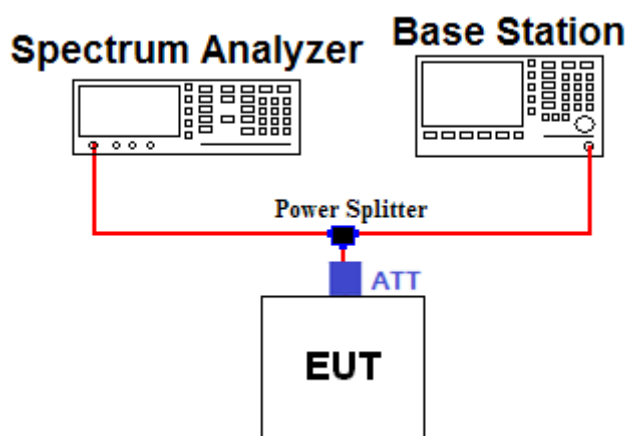 Spectrum Analyzer
Base Station
Power Splitter
ATT
EUT